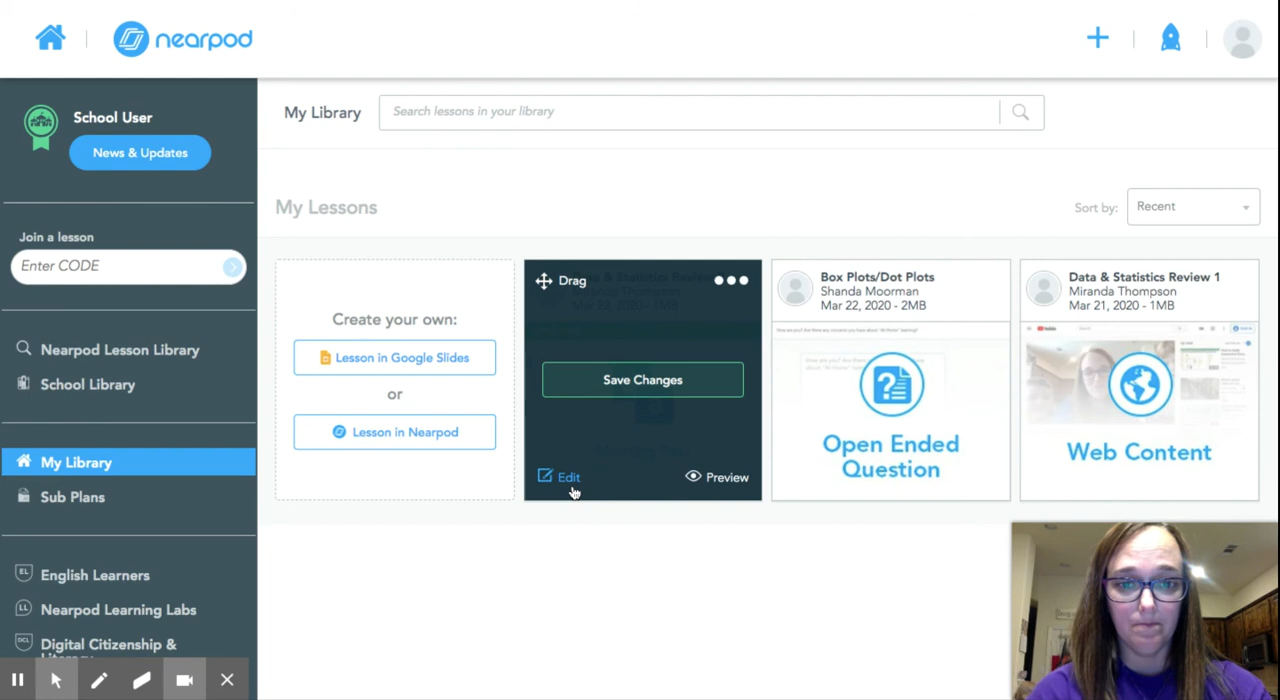 nearpod
School User
News & Updates
Join a lesson
Enter CODE
Nearpod Lesson Library
School Library
My Library
Sub Plans
EL English Learners
LL Nearpod Learning Labs
DCL Digital Citizenship &
My Library
Search lessons in your library
My Lessons
Sort by: Recent
Create your own:
Lesson in Google Slides
or
Lesson in Nearpod
Drag
Save Changes
Edit
Preview
Box Plots/Dot Plots
Shanda Moorman
Mar 22, 2020 - 2MB
Open Ended
Question
Data & Statistics Review 1
Miranda Thompson
Mar 21, 2020 - 1MB
Web Content